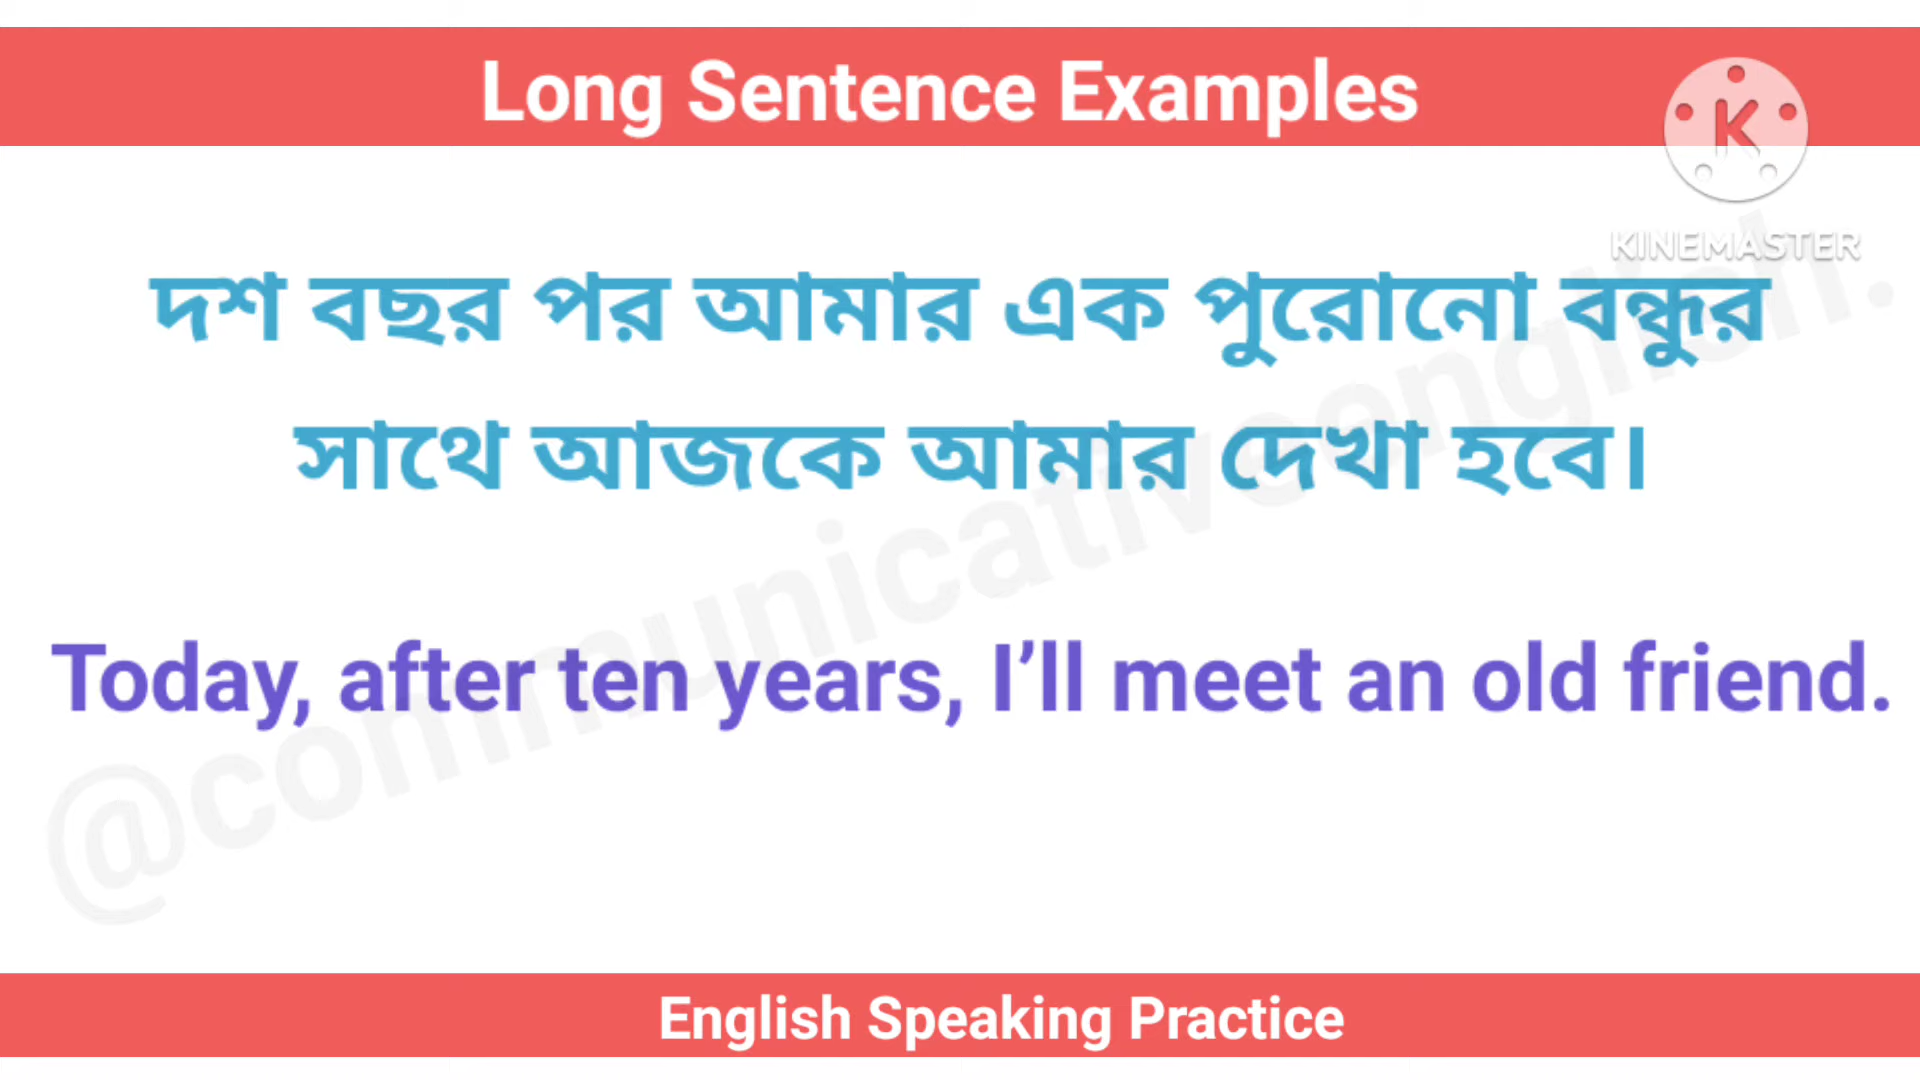 Long Sentence Examples
K
KINEMASTER
দশ বছর পর আমার এক পুরোনো বন্ধুর
সাথে আজকে আমার দেখা হবে।
Today, after ten years, I’ll meet an old friend.
@communicativeenglish.
English Speaking Practice